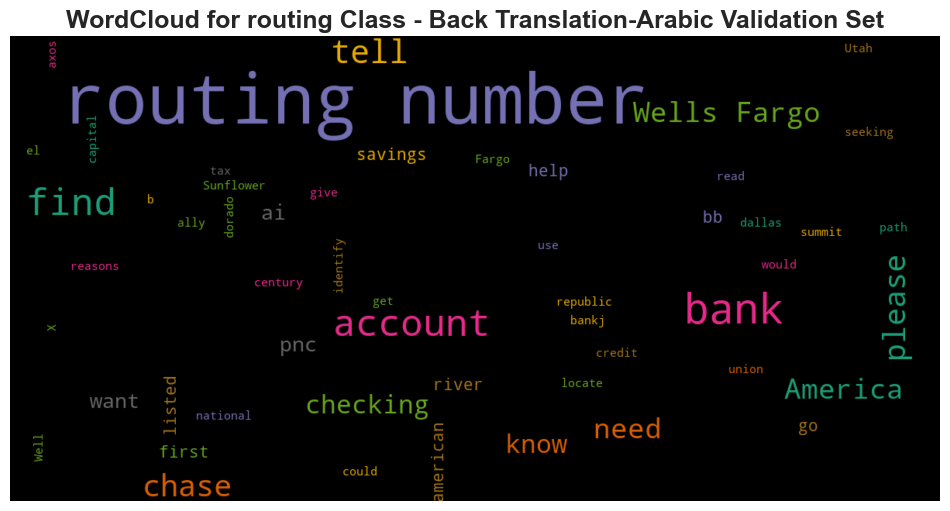 WordCloud for routing Class - Back Translation-Arabic Validation Set
axos
tell
Utah
routing number
Wells Fargo
capital
seeking
el
savings
Fargo
tax
help
read
Sunflower
find
b
give
dorado
ai
bb
ally
dallas
path
summit
use
reasons
identify
would
century
please
get
republic
bank
X
account
bankj
pnc
credit
union
river
locate
America
want
listed
checking
national
go
need
Well
first
know
american
could
chase